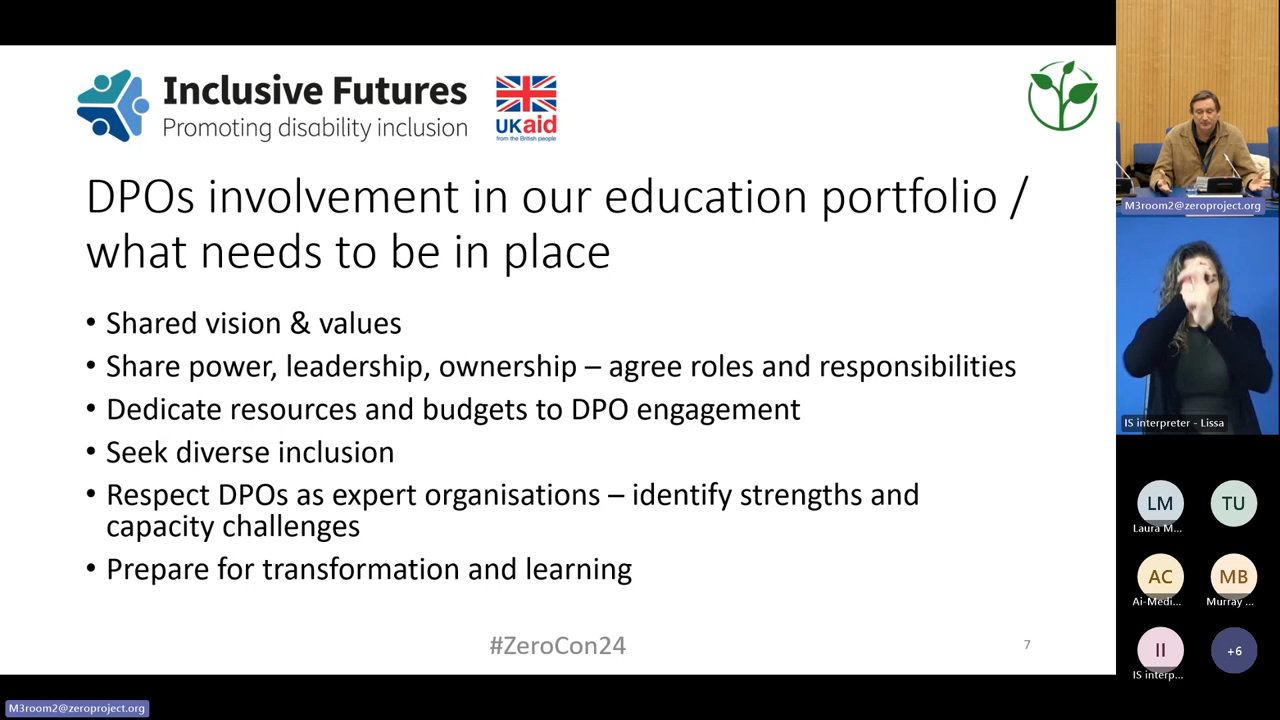 Inclusive Futures
Promoting disability inclusion
UKaid
from the British people
DPOs involvement in our education portfolio /
what needs to be in place
• Shared vision & values
• Share power, leadership, ownership – agree roles and responsibilities
• Dedicate resources and budgets to DPO engagement
• Seek diverse inclusion
• Respect DPOs as expert organisations – identify strengths and
capacity challenges
• Prepare for transformation and learning
#ZeroCon24
7
M3room2@zeroproject.org
M3room2@zeroproject.org
IS interpreter - Lissa
LM
Laura M...
TU
AC
Ai-Medi...
MB
Murray ...
II
IS interp...
+6